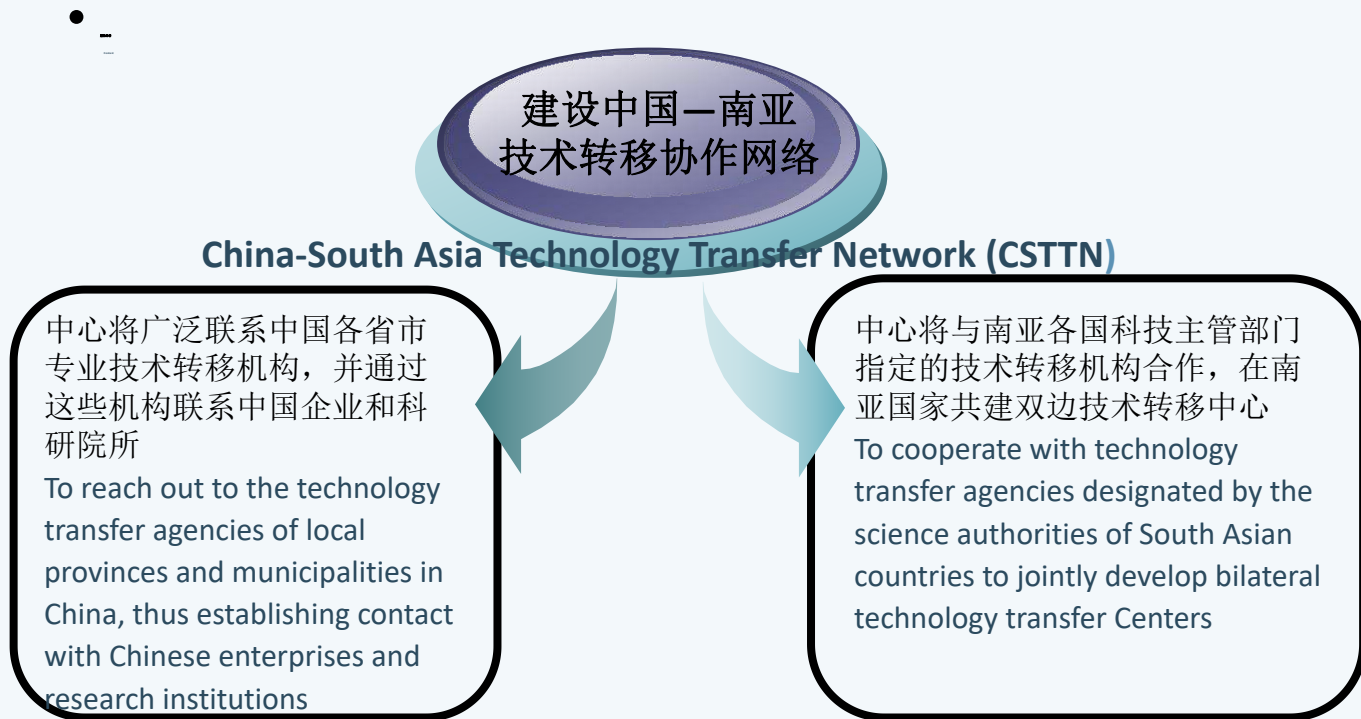 建设中国—南亚
技术转移协作网络
China-South Asia Technology Transfer Network (CSTTN)
中心将广泛联系中国各省市
专业技术转移机构，并通过
这些机构联系中国企业和科
研院所
To reach out to the technology
transfer agencies of local
provinces and municipalities in
China, thus establishing contact
with Chinese enterprises and
research institutions
中心将与南亚各国科技主管部门
指定的技术转移机构合作，在南
亚国家共建双边技术转移中心
To cooperate with technology
transfer agencies designated by the
science authorities of South Asian
countries to jointly develop bilateral
technology transfer Centers